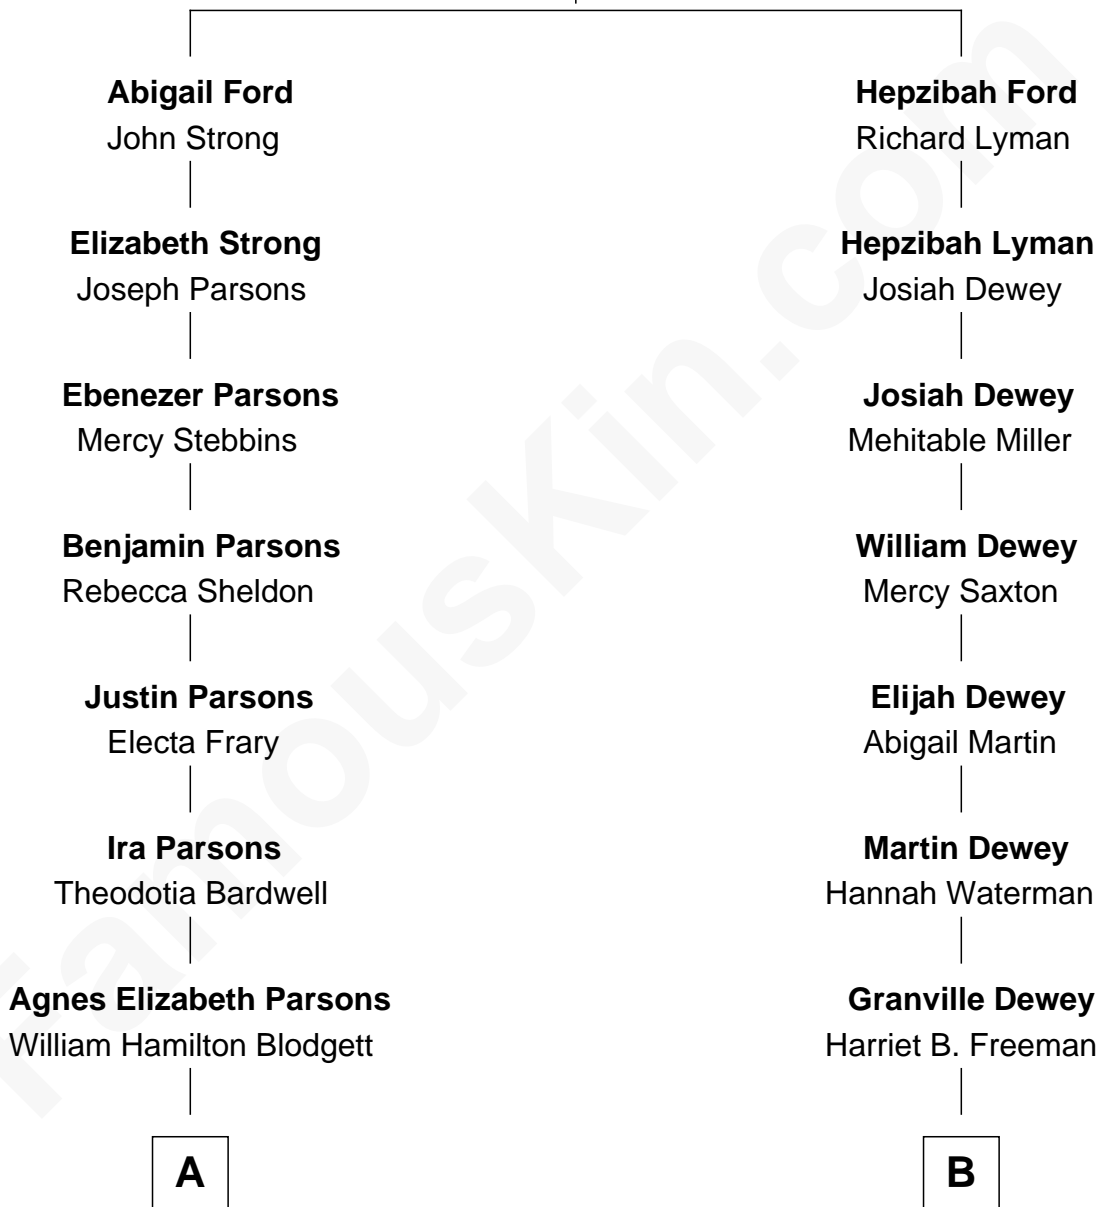 Abigail Ford
John Strong
Hepzibah Ford
Richard Lyman
Elizabeth Strong
Joseph Parsons
Hepzibah Lyman
Josiah Dewey
Ebenezer Parsons
Mercy Stebbins
Josiah Dewey
Mehitable Miller
Benjamin Parsons
Rebecca Sheldon
William Dewey
Mercy Saxton
Justin Parsons
Electa Frary
Elijah Dewey
Abigail Martin
Ira Parsons
Theodotia Bardwell
Martin Dewey
Hannah Waterman
Agnes Elizabeth Parsons
William Hamilton Blodgett
Granville Dewey
Harriet B. Freeman
A
B
FamousKin.com